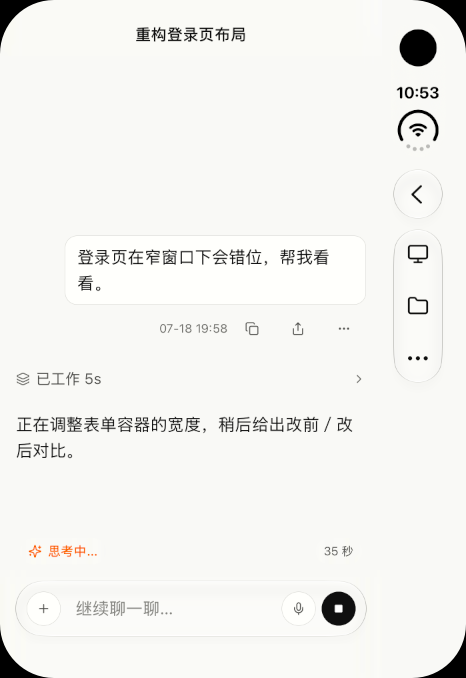 重构登录页布局
10:53
登录页在窄窗口下会错位，帮我看
看。
07-18 19:58
已工作 5s
正在调整表单容器的宽度，稍后给出改前 / 改
后对比。
思考中...
35 秒
继续聊一聊...